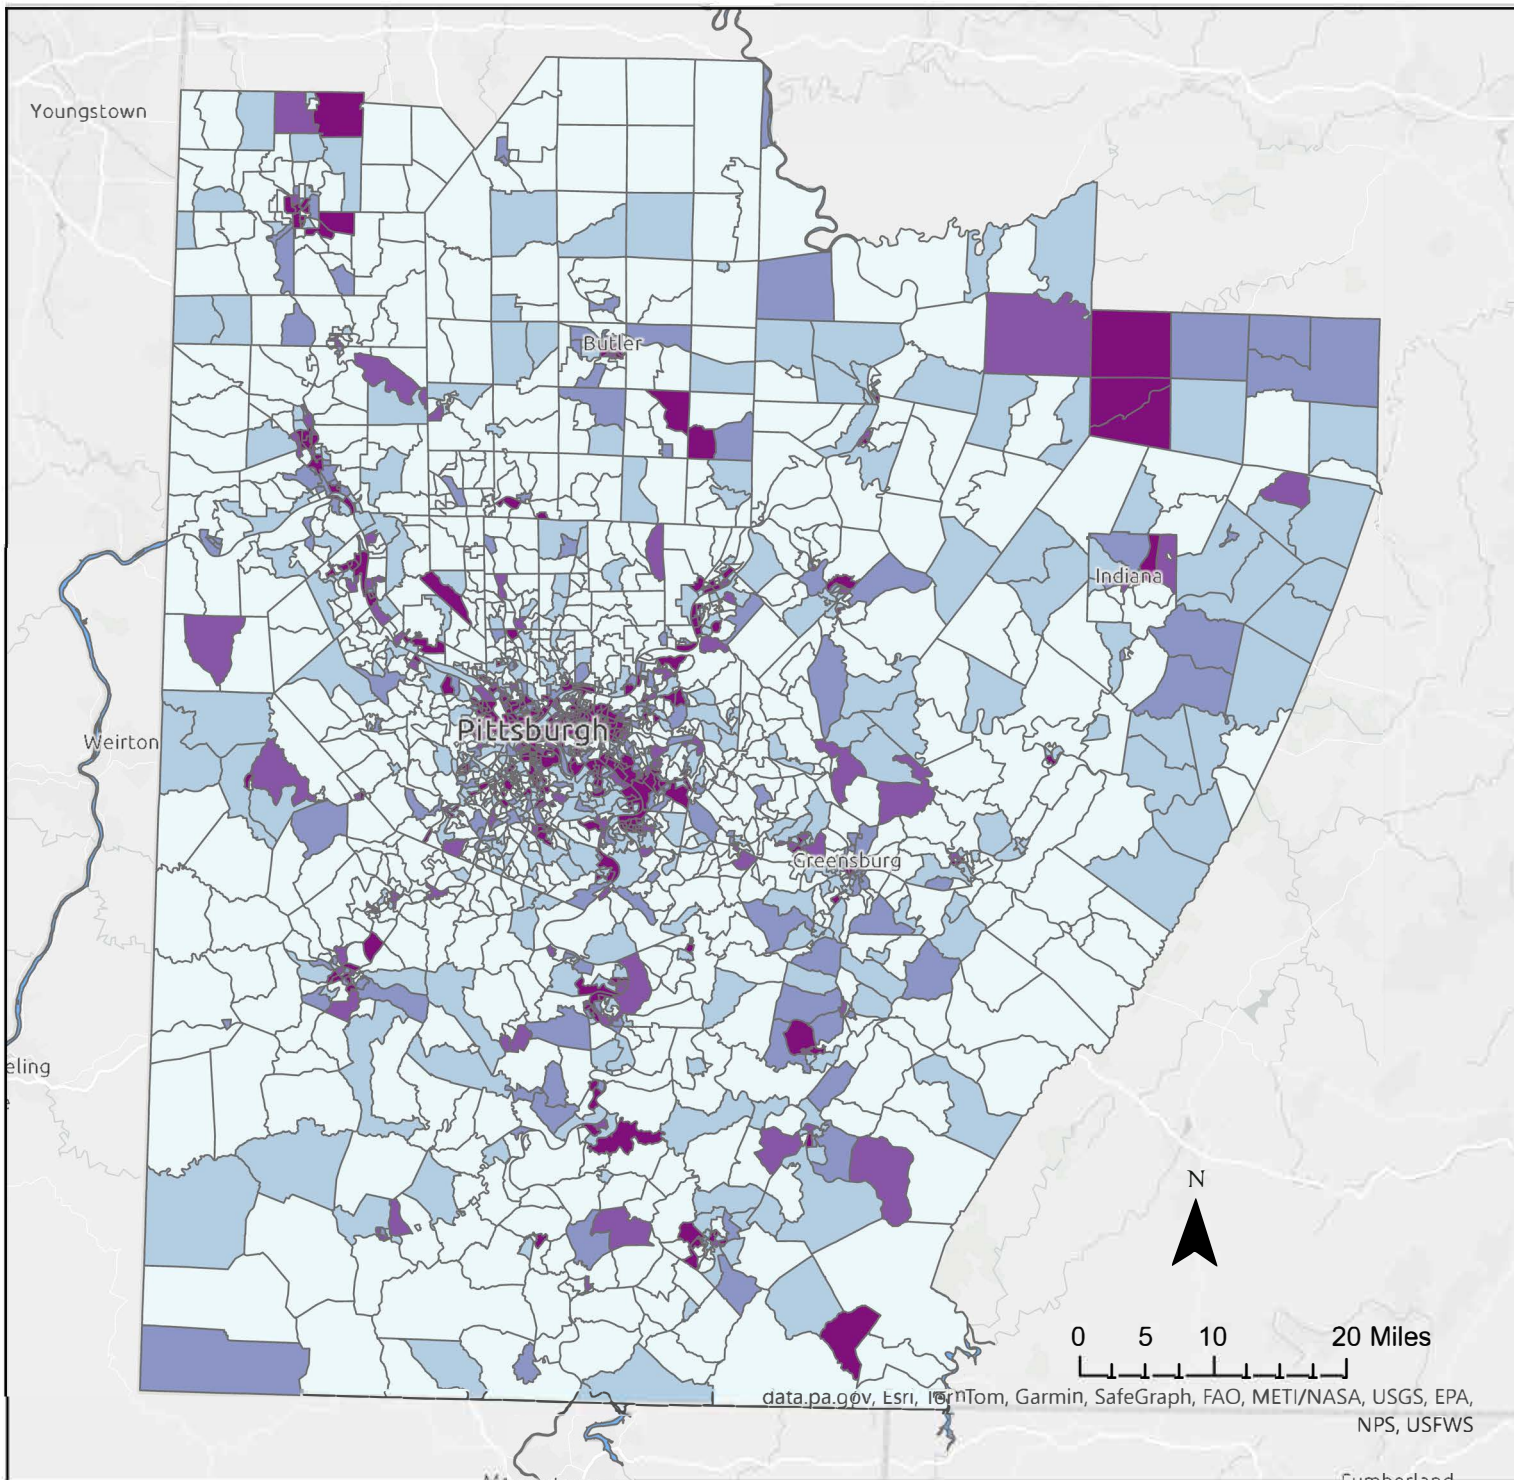 Youngstown
Butler
Indiana
Pittsburgh
Weirton
Greensburg
eling
N
0 5 10 20 Miles
data.pa.gov, Esri, TomTom, Garmin, SafeGraph, FAO, METI/NASA, USGS, EPA,
NPS, USFWS